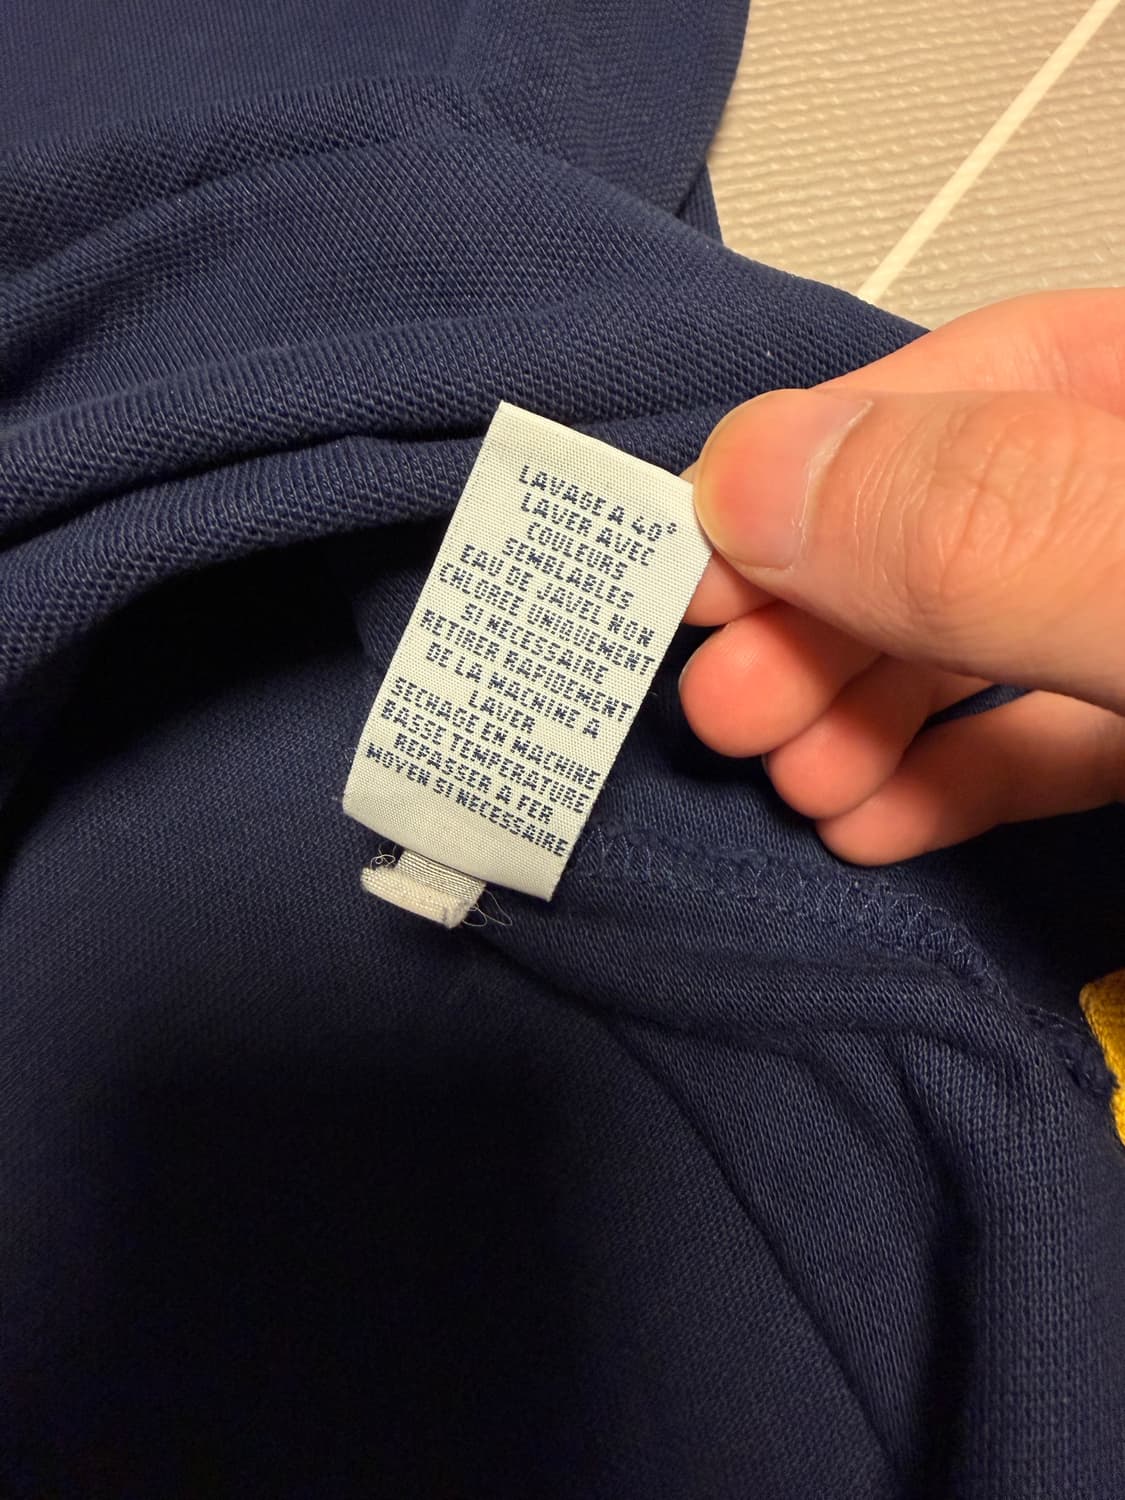 LAVAGE A 40°
LAVER AVEC
COULEURS
SEMBLABLES
EAU DE JAVEL NON
CHLOREE UNIQUEMENT
SI NECESSAIRE
RETIRER RAPIDEMENT
DE LA MACHINE A
LAVER
SECHAGE EN MACHINE
BASSE TEMPERATURE
REPASSER A FER
MOYEN SI NECESSAIRE